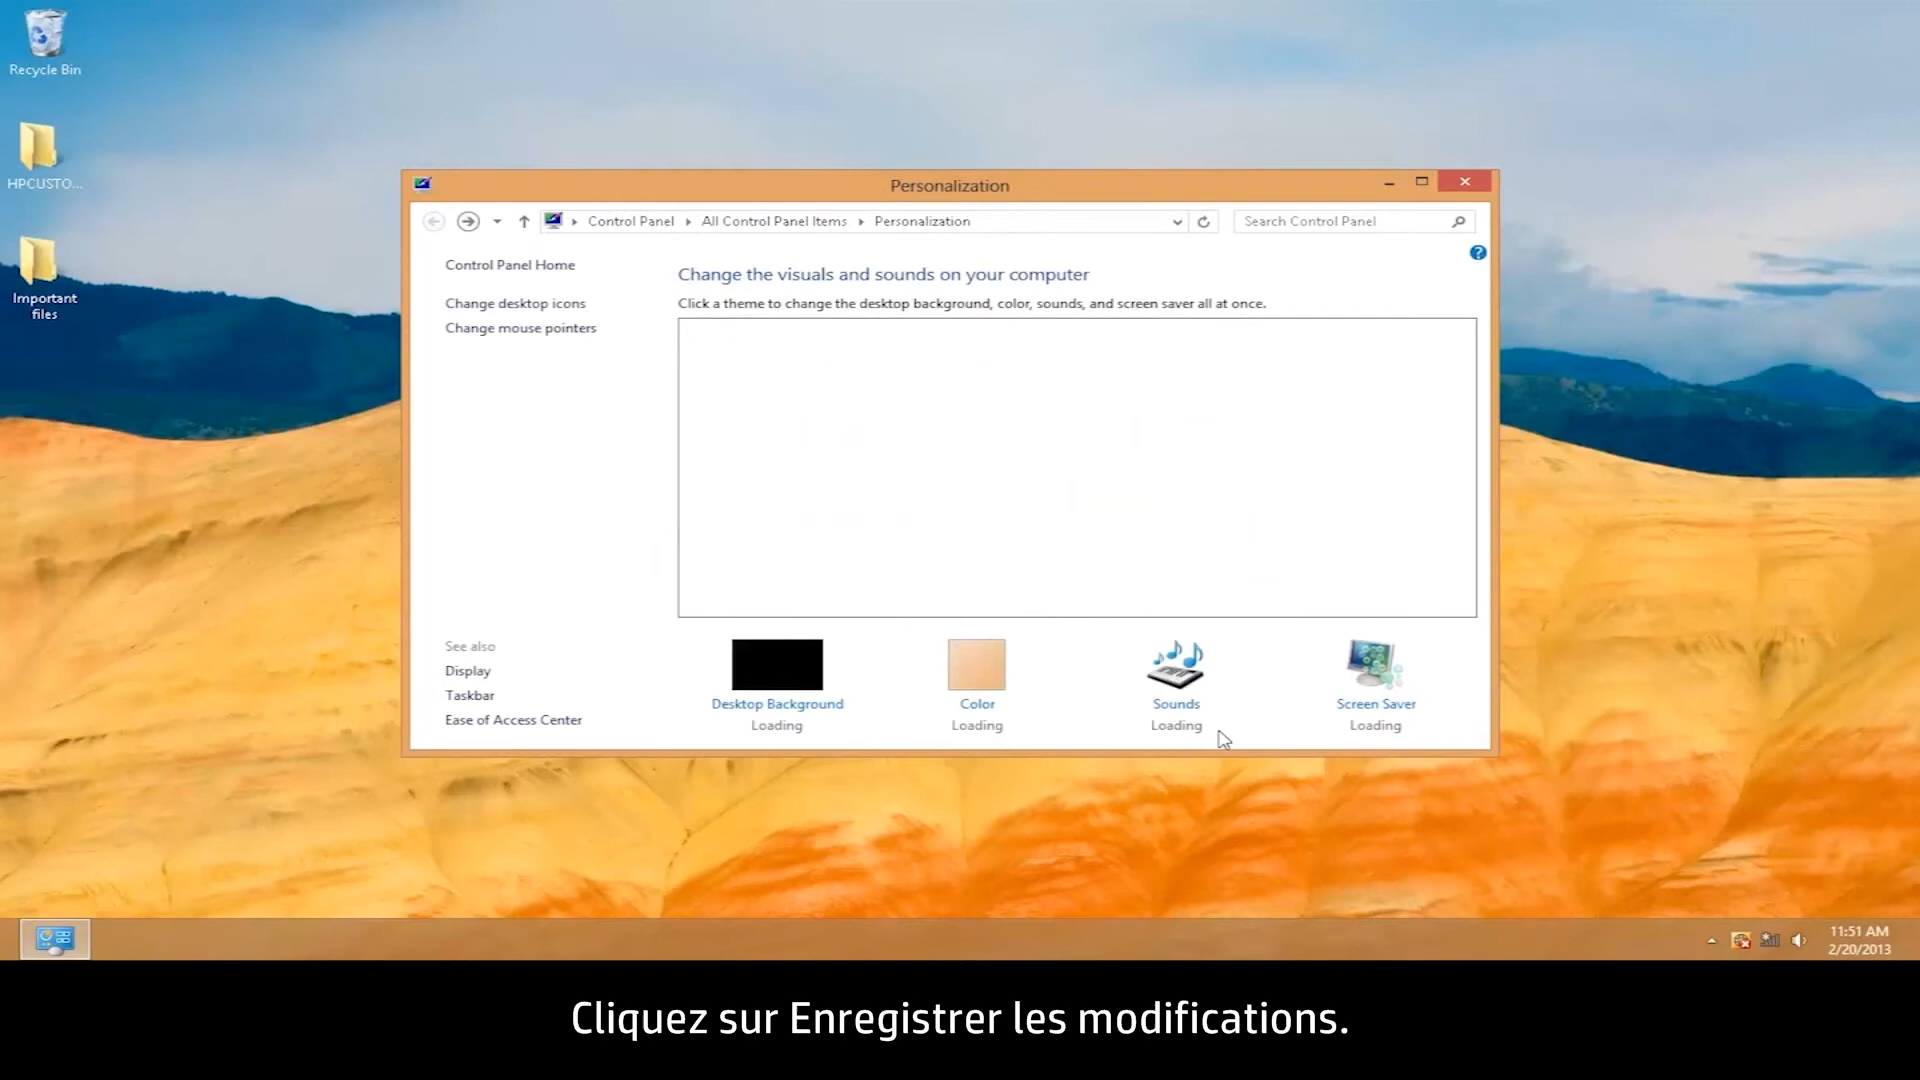 Recycle Bin
HPCUSTO...
Important
files
Personalization
Control Panel
All Control Panel Items
Personalization
Search Control Panel
Control Panel Home
Change desktop icons
Change mouse pointers
Change the visuals and sounds on your computer
Click a theme to change the desktop background, color, sounds, and screen saver all at once.
See also
Display
Taskbar
Ease of Access Center
Desktop Background
Loading
Color
Loading
Sounds
Loading
Screen Saver
Loading
11:51 AM
2/20/2013
Cliquez sur Enregistrer les modifications.